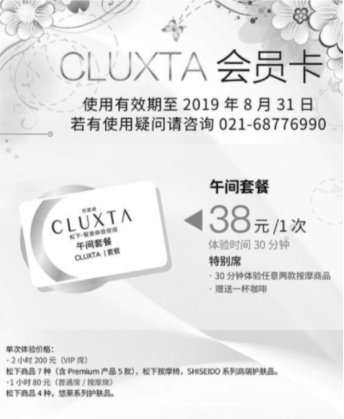 CLUXTA 会员卡
使用有效期至 2019 年 8 月 31 日
若有使用疑问请咨询 021-68776990
午间套餐
38元/1 次
体验时间 30 分钟
特别席
· 30 分钟体验任意两款按摩商品
· 赠送一杯咖啡
CLUXTA
午间套餐
CLUXTA | 套餐
单次体验价格：
· 2 小时 200 元（VIP 席）
松下商品 7 种（含 Premium 产品 5 款），松下按摩椅，SHISEIDO 系列高端护肤品。
·1 小时 80 元（普通席 / 按摩席）
松下商品 4 种，悠莱系列护肤品。